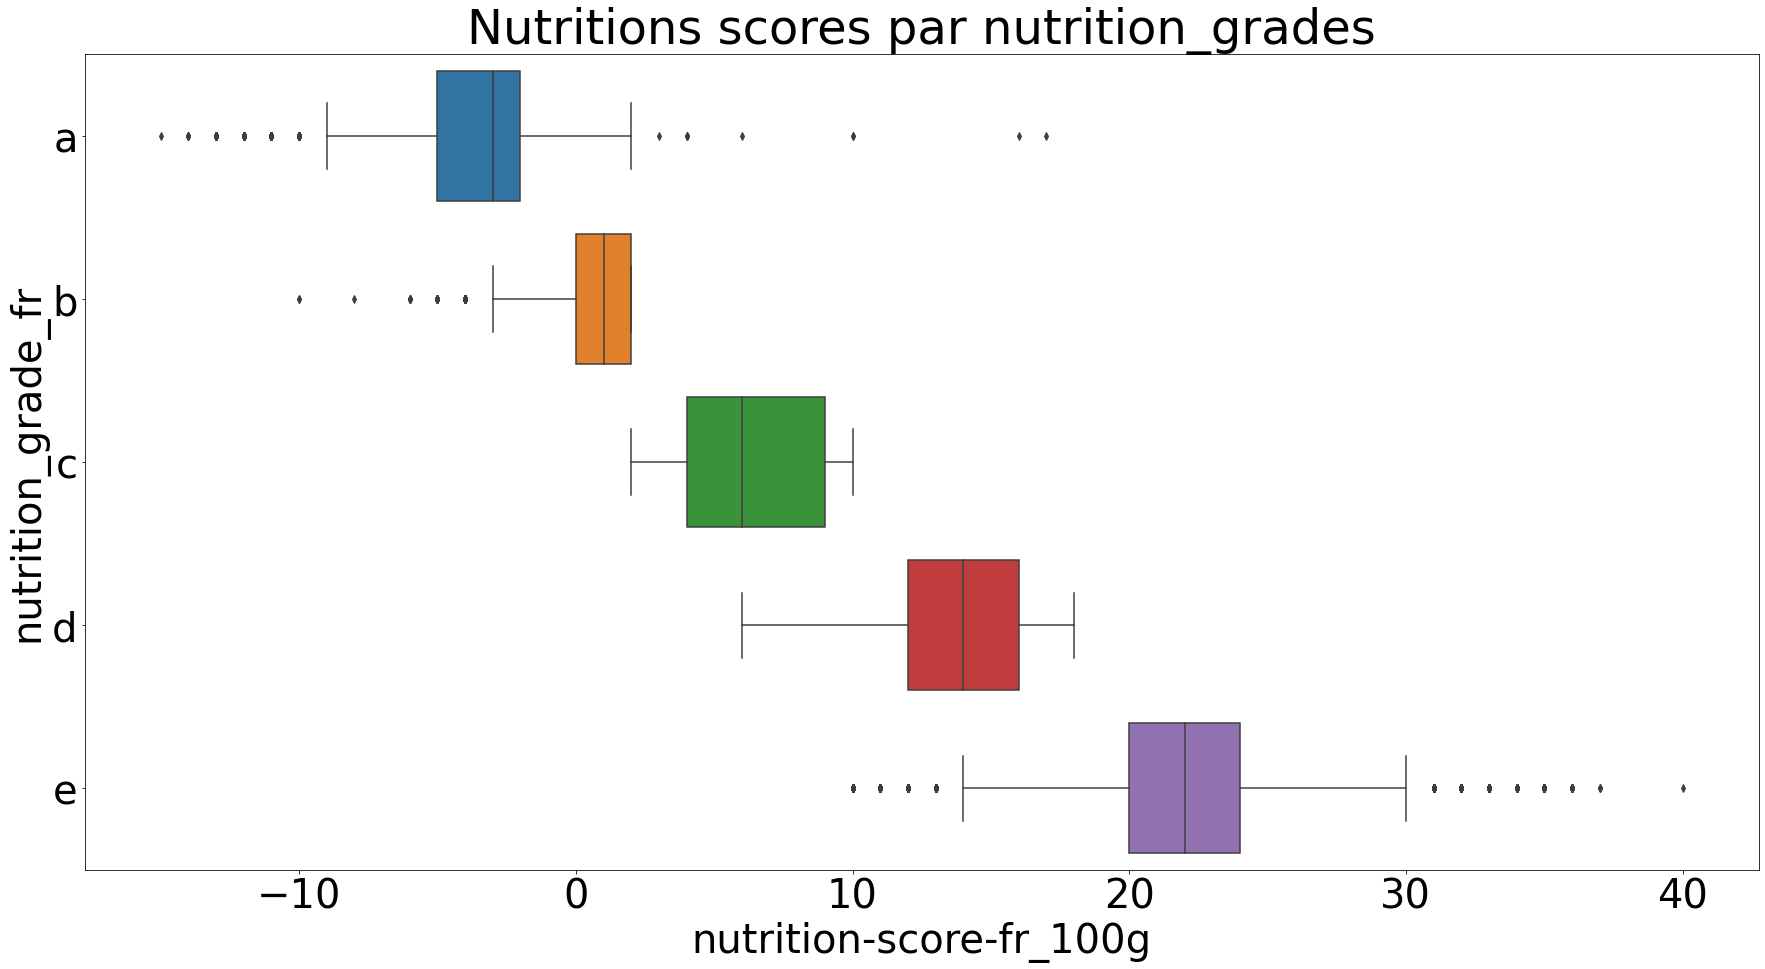 Nutritions scores par nutrition_grades
nutrition_grade_fr
a
b
c
d
e
−10 0 10 20 30 40
nutrition-score-fr_100g